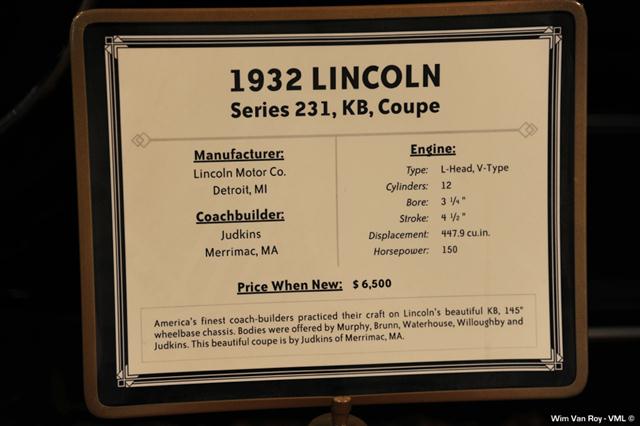 1932 LINCOLN
Series 231, KB, Coupe
Manufacturer:
Lincoln Motor Co.
Detroit, MI
Coachbuilder:
Judkins
Merrimac, MA
Engine:
Type: L-Head, V-Type
Cylinders: 12
Bore: 3 1/4 "
Stroke: 4 1/2 "
Displacement: 447.9 cu.in.
Horsepower: 150
Price When New: $ 6,500
America's finest coach-builders practiced their craft on Lincoln's beautiful KB, 145"
wheelbase chassis. Bodies were offered by Murphy, Brunn, Waterhouse, Willoughby and
Judkins. This beautiful coupe is by Judkins of Merrimac, MA.
Wim Van Roy - VML ©